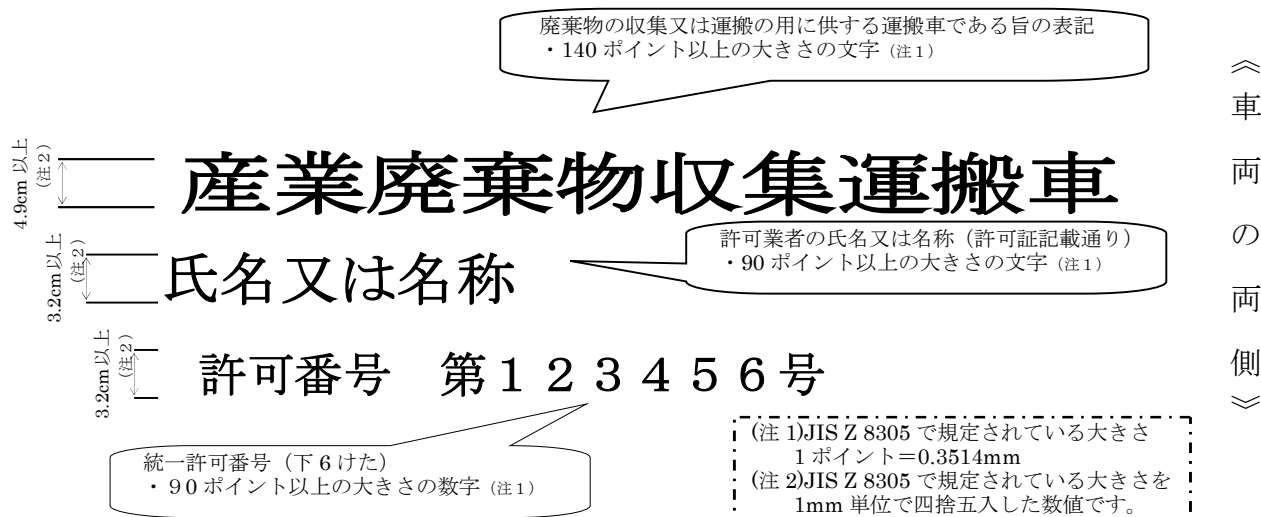 廃棄物の収集又は運搬の用に供する運搬車である旨の表記
・140 ポイント以上の大きさの文字（注１）
《車両の両側》
4.9cm 以上
（注２）
産業廃棄物収集運搬車
許可業者の氏名又は名称（許可証記載通り）
・90 ポイント以上の大きさの文字（注１）
3.2cm 以上
（注２）
氏名又は名称
3.2cm 以上
（注２）
許可番号　第１２３４５６号
統一許可番号（下６けた）
・９０ポイント以上の大きさの数字（注１）
(注 1)JIS Z 8305 で規定されている大きさ
1 ポイント＝0.3514mm
(注 2)JIS Z 8305 で規定されている大きさを
1mm 単位で四捨五入した数値です。